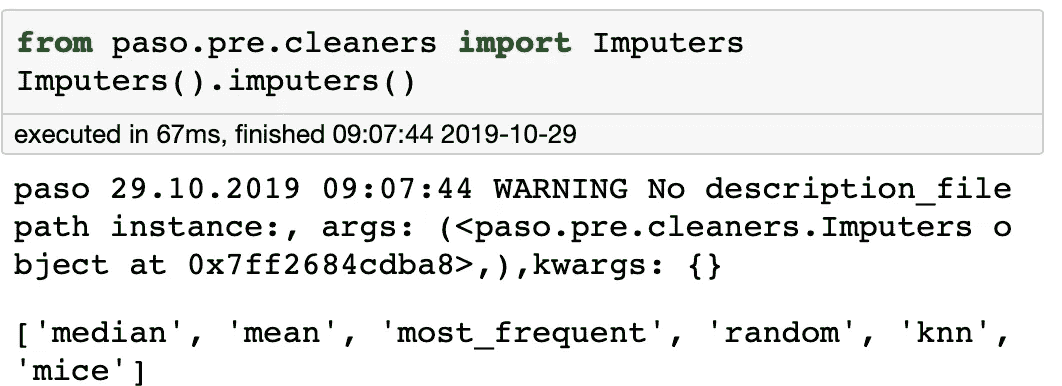 from paso.pre.cleaners import Imputers
Imputers().imputers()
executed in 67ms, finished 09:07:44 2019-10-29
paso 29.10.2019 09:07:44 WARNING No description_file
path instance:, args: (<paso.pre.cleaners.Imputers o
bject at 0x7ff2684cdba8>,),kwargs: {}
['median', 'mean', 'most_frequent', 'random', 'knn',
'mice']